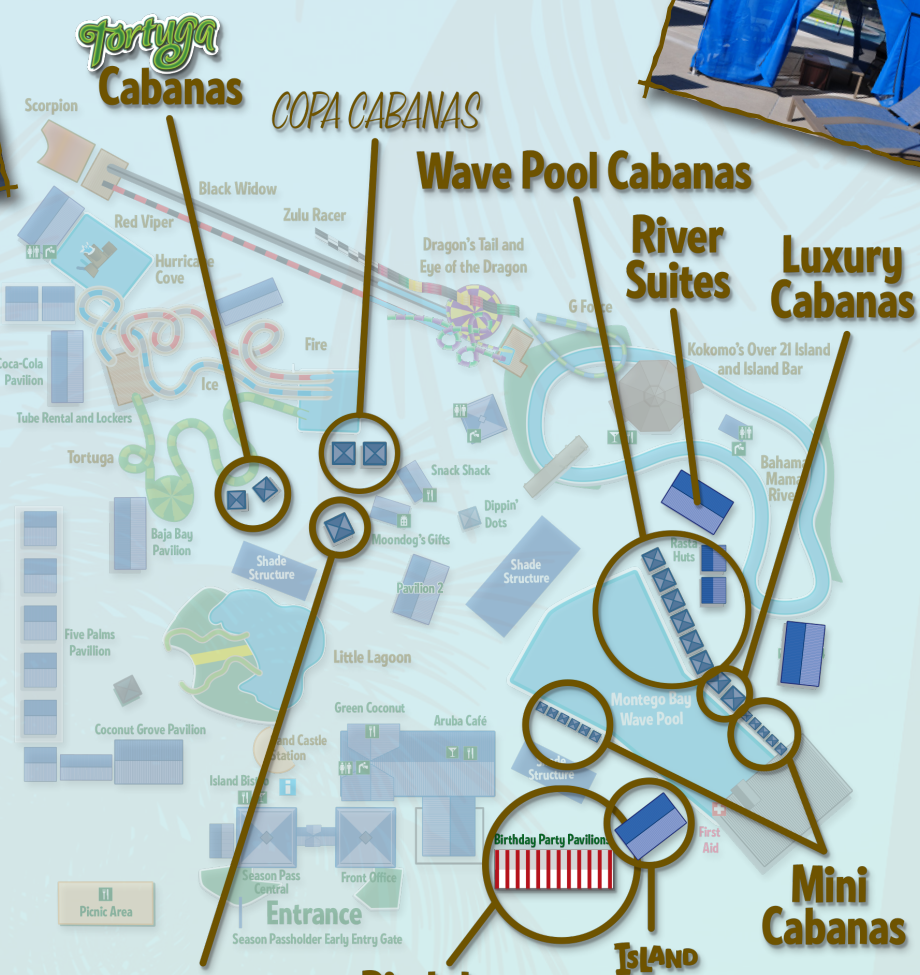 Tortuga
Cabanas
COPA CABANAS
Wave Pool Cabanas
River
Suites
Luxury
Cabanas
Scorpion
Black Widow
Red Viper
Zulu Racer
Hurricane
Cove
Dragon's Tail and
Eye of the Dragon
G Force
Fire
Ice
Coca-Cola
Pavilion
Kokomo's Over 21 Island
and Island Bar
Tube Rental and Lockers
Tortuga
Snack Shack
Bahama
Mama
River
Dippin'
Dots
Moondog's Gifts
Baja Bay
Pavilion
Shade
Structure
Shade
Structure
Rasta
Huts
Pavilion 2
Five Palms
Pavillion
Little Lagoon
Montego Bay
Wave Pool
Green Coconut
Aruba Café
Coconut Grove Pavilion
Sand Castle
Station
Shade
Structure
Island Bistro
Birthday Party Pavilions
First
Aid
Season Pass
Central
Front Office
Mini
Cabanas
Picnic Area
Entrance
Season Passholder Early Entry Gate
ISLAND